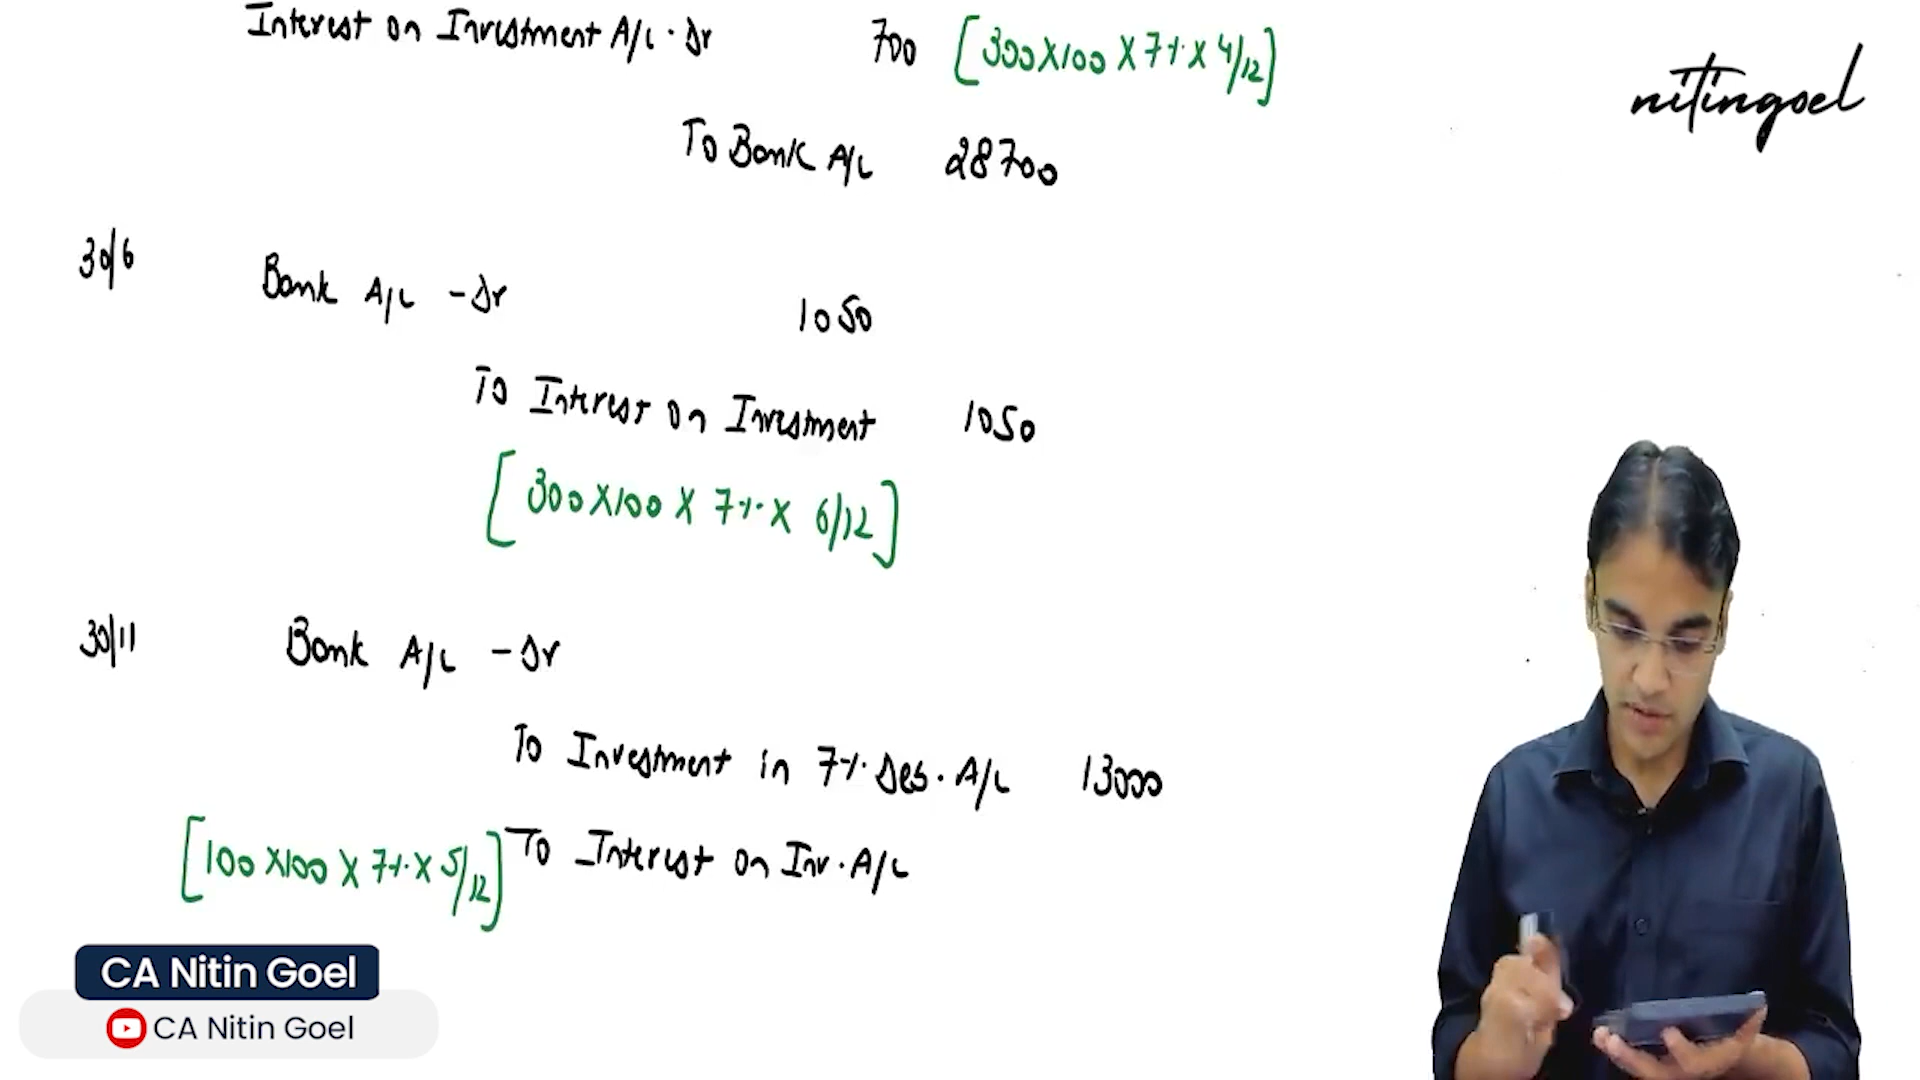 Interest on Investment A/c. Dr 700 [300X100 X 7% X 4/12]
nitingoel
To Bank A/c 28700
30/6 Bank A/c - Dr 1050
To Interest on Investment 1050
[300X100 X 7% X 6/12]
30/11 Bank A/c - Dr
To Investment in 7% Deb. A/c 13000
[100X100 X 7% X 5/12] To Interest on Inv. A/c
CA Nitin Goel
CA Nitin Goel